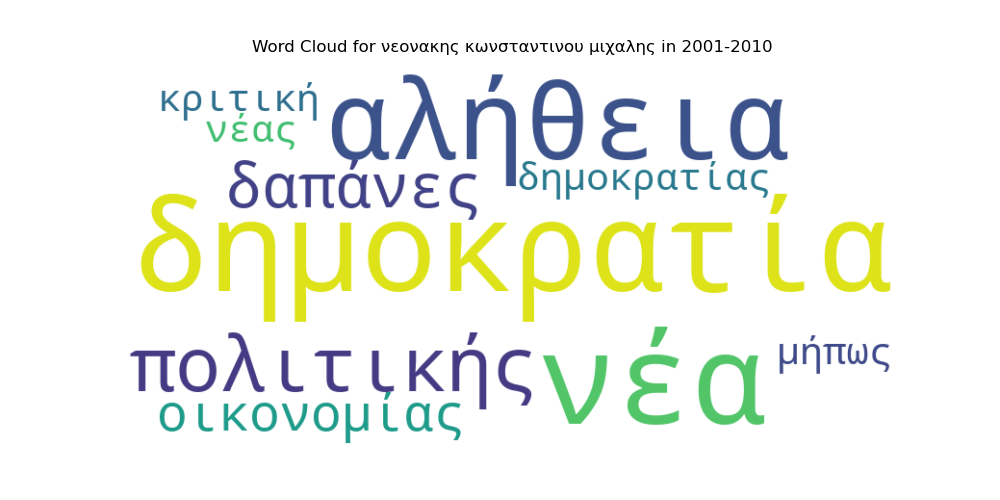 Word Cloud for νεονακης κωνσταντινου μιχαλης in 2001-2010
κριτική
αλήθεια
νέας
δαπάνες
δημοκρατίας
δημοκρατία
πολιτικής
νέα
μήπως
οικονομίας